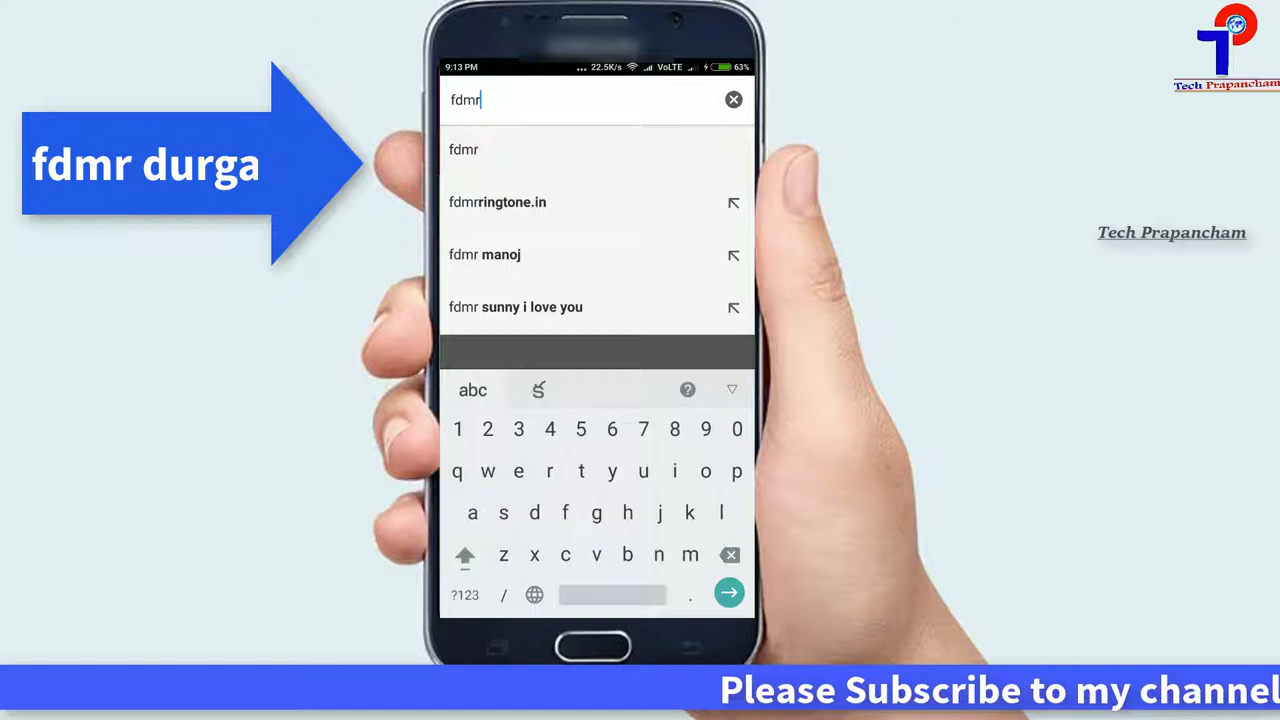 9:13 PM ... 22.5K/s VoLTE 63%
fdmr
fdmr
fdmrringtone.in
fdmr manoj
fdmr sunny i love you
abc క
1 2 3 4 5 6 7 8 9 0
q w e r t y u i o p
a s d f g h j k l
z x c v b n m
?123 / .
fdmr durga
Tech Prapancham
Tech Prapancham
Please Subscribe to my channel